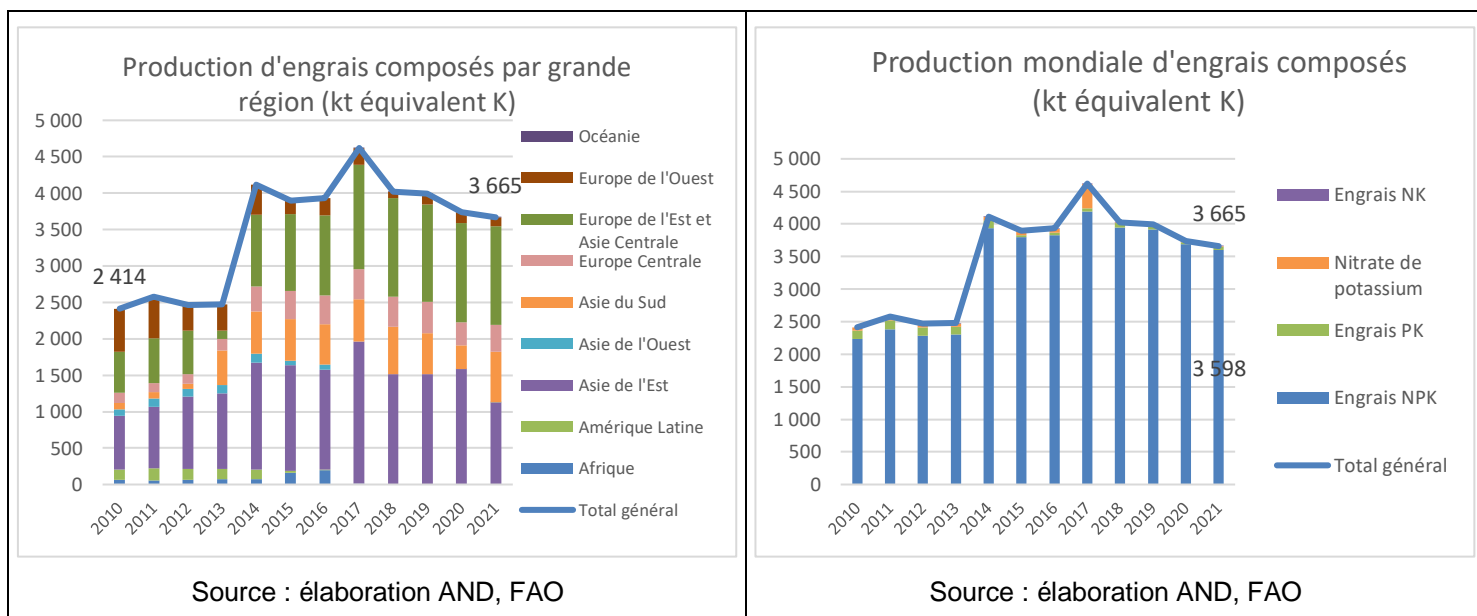 Production d'engrais composés par grande
région (kt équivalent K)
5 000
4 500
4 000
3 500
3 000
2 500
2 000
1 500
1 000
500
0
2 414
3 665
2010
2011
2012
2013
2014
2015
2016
2017
2018
2019
2020
2021
Océanie
Europe de l'Ouest
Europe de l'Est et
Asie Centrale
Europe Centrale
Asie du Sud
Asie de l'Ouest
Asie de l'Est
Amérique Latine
Afrique
Total général
Source : élaboration AND, FAO
Production mondiale d'engrais composés
(kt équivalent K)
5 000
4 500
4 000
3 500
3 000
2 500
2 000
1 500
1 000
500
0
3 665
3 598
2010
2011
2012
2013
2014
2015
2016
2017
2018
2019
2020
2021
Engrais NK
Nitrate de
potassium
Engrais PK
Engrais NPK
Total général
Source : élaboration AND, FAO